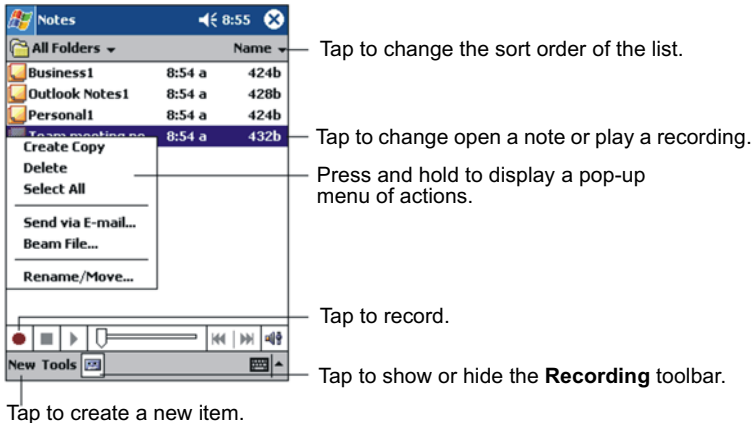 Notes 8:55
All Folders Name
Tap to change the sort order of the list.
Business1 8:54 a 424b
Outlook Notes1 8:54 a 428b
Personal1 8:54 a 424b
Team meeting no 8:54 a 432b
Tap to change open a note or play a recording.
Create Copy
Delete
Select All
Press and hold to display a pop-up
menu of actions.
Send via E-mail...
Beam File...
Rename/Move...
Tap to record.
New Tools
Tap to show or hide the Recording toolbar.
Tap to create a new item.